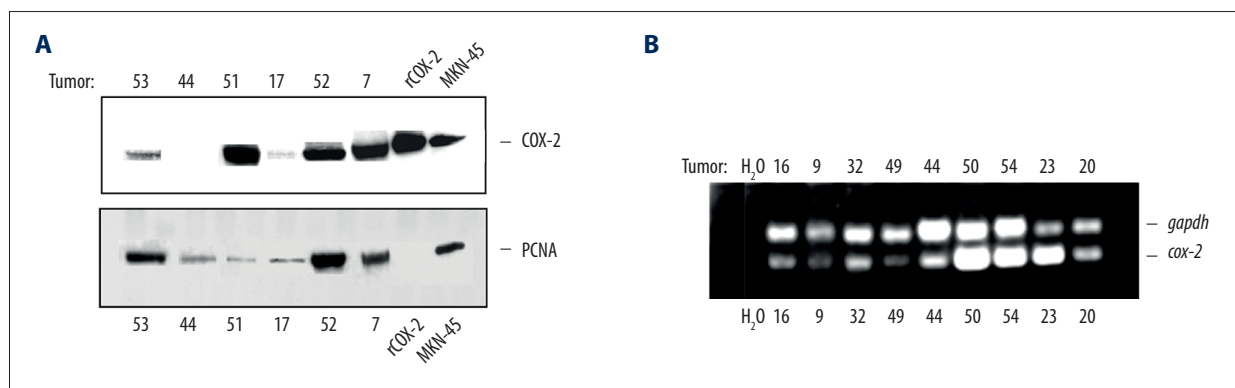 A
Tumor: 53 44 51 17 52 7 rCOX-2 MKN-45
– COX-2
– PCNA
53 44 51 17 52 7 rCOX-2 MKN-45
B
Tumor: H₂O 16 9 32 49 44 50 54 23 20
– gapdh
– cox-2
H₂O 16 9 32 49 44 50 54 23 20